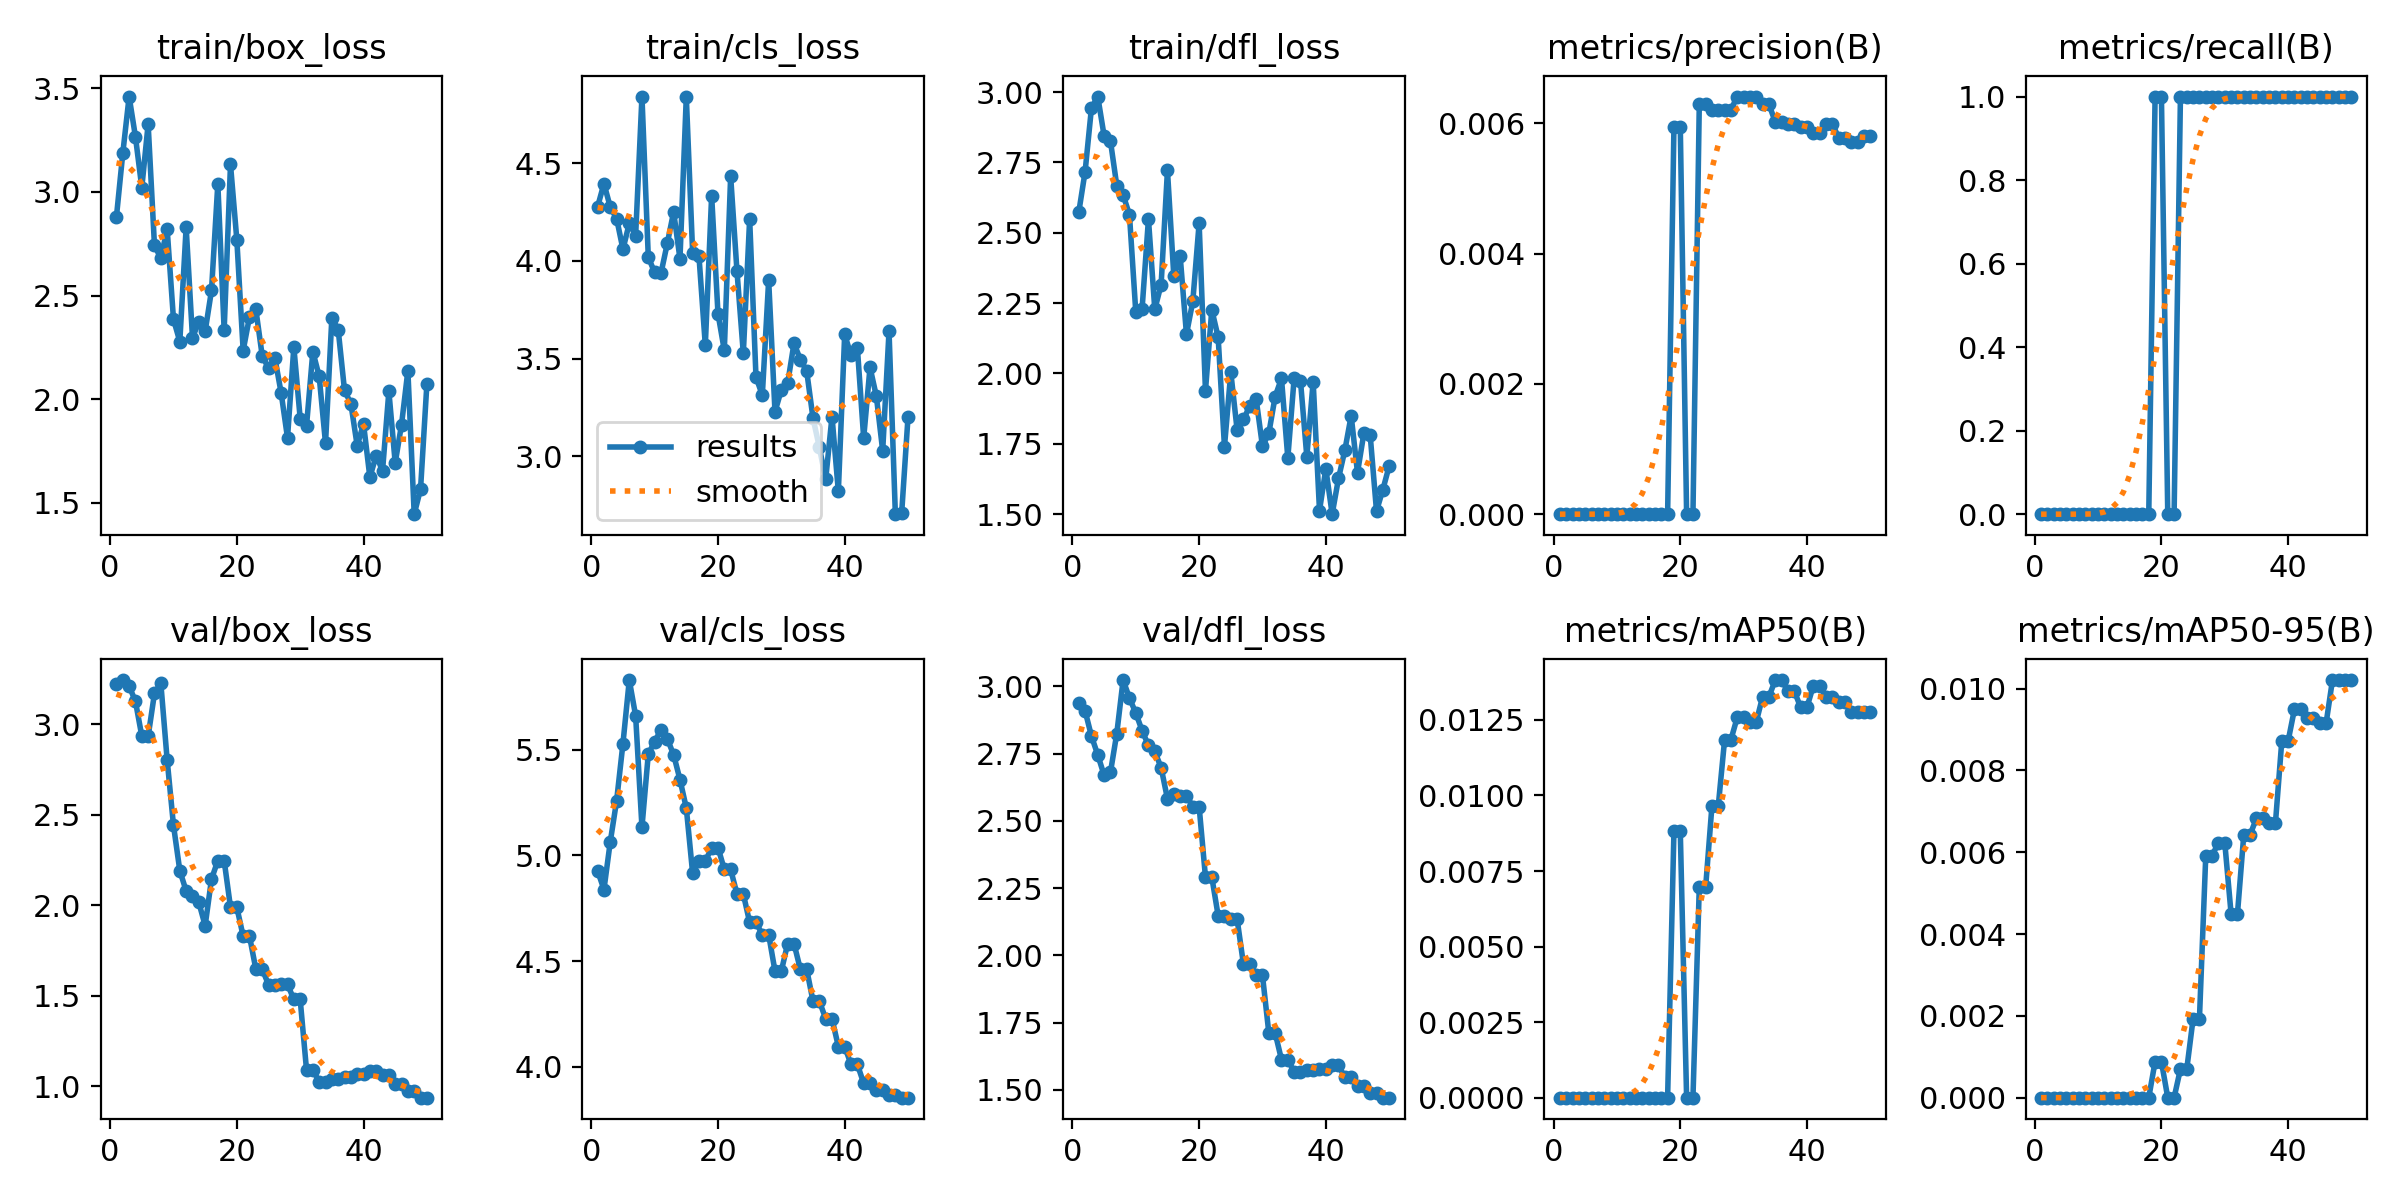 train/box_loss
3.5
3.0
2.5
2.0
1.5
0 20 40
train/cls_loss
4.5
4.0
3.5
3.0
results
smooth
0 20 40
train/dfl_loss
3.00
2.75
2.50
2.25
2.00
1.75
1.50
0 20 40
metrics/precision(B)
0.006
0.004
0.002
0.000
0 20 40
metrics/recall(B)
1.0
0.8
0.6
0.4
0.2
0.0
0 20 40
val/box_loss
3.0
2.5
2.0
1.5
1.0
0 20 40
val/cls_loss
5.5
5.0
4.5
4.0
0 20 40
val/dfl_loss
3.00
2.75
2.50
2.25
2.00
1.75
1.50
0 20 40
metrics/mAP50(B)
0.0125
0.0100
0.0075
0.0050
0.0025
0.0000
0 20 40
metrics/mAP50-95(B)
0.010
0.008
0.006
0.004
0.002
0.000
0 20 40